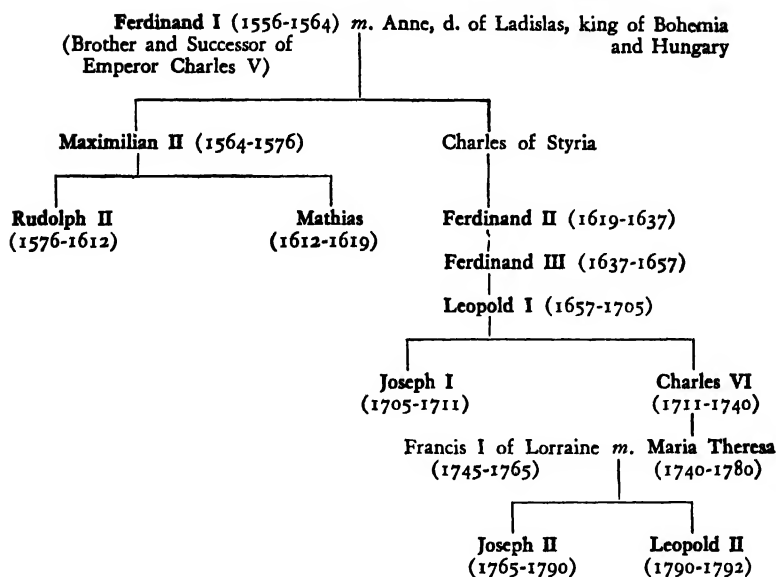 Ferdinand I (1556-1564) m. Anne, d. of Ladislas, king of Bohemia
(Brother and Successor of and Hungary
Emperor Charles V)
Maximilian II (1564-1576) Charles of Styria
Rudolph II Mathias Ferdinand II (1619-1637)
(1576-1612) (1612-1619)
Ferdinand III (1637-1657)
Leopold I (1657-1705)
Joseph I Charles VI
(1705-1711) (1711-1740)
Francis I of Lorraine m. Maria Theresa
(1745-1765) (1740-1780)
Joseph II Leopold II
(1765-1790) (1790-1792)